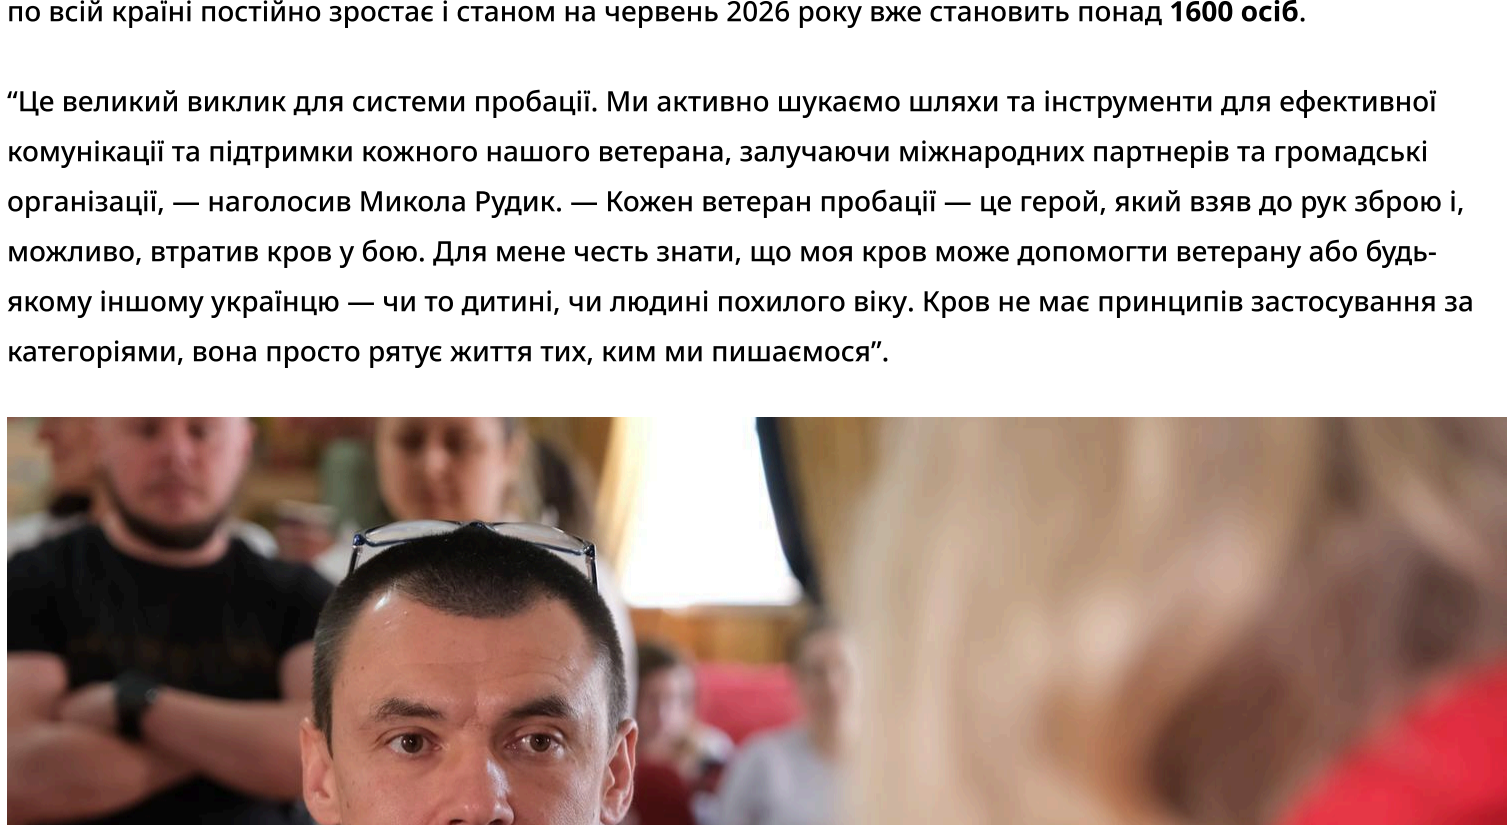 по всій країні постійно зростає і станом на червень 2026 року вже становить понад 1600 осіб.
“Це великий виклик для системи пробації. Ми активно шукаємо шляхи та інструменти для ефективної
комунікації та підтримки кожного нашого ветерана, залучаючи міжнародних партнерів та громадські
організації, — наголосив Микола Рудик. — Кожен ветеран пробації — це герой, який взяв до рук зброю і,
можливо, втратив кров у бою. Для мене честь знати, що моя кров може допомогти ветерану або будь-
якому іншому українцю — чи то дитині, чи людині похилого віку. Кров не має принципів застосування за
категоріями, вона просто рятує життя тих, ким ми пишаємося”.